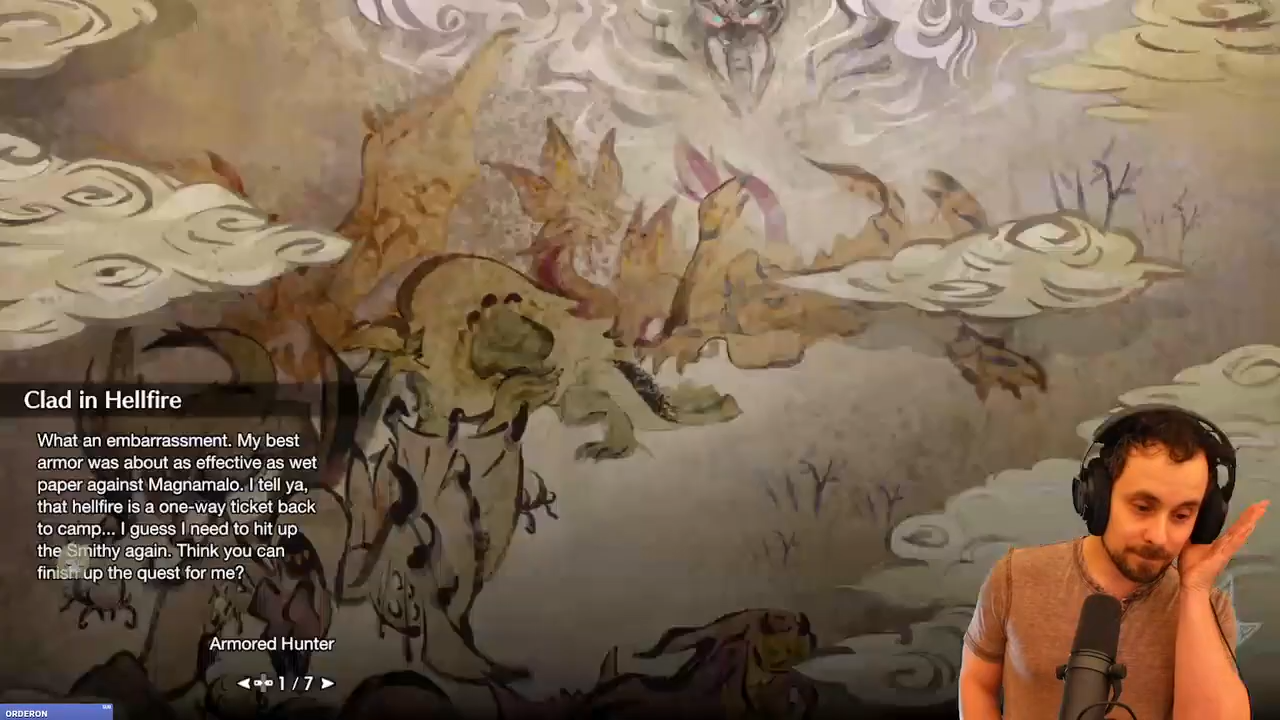 Clad in Hellfire
What an embarrassment. My best
armor was about as effective as wet
paper against Magnamalo. I tell ya,
that hellfire is a one-way ticket back
to camp... I guess I need to hit up
the Smithy again. Think you can
finish up the quest for me?
Armored Hunter
1 / 7
ORDERON